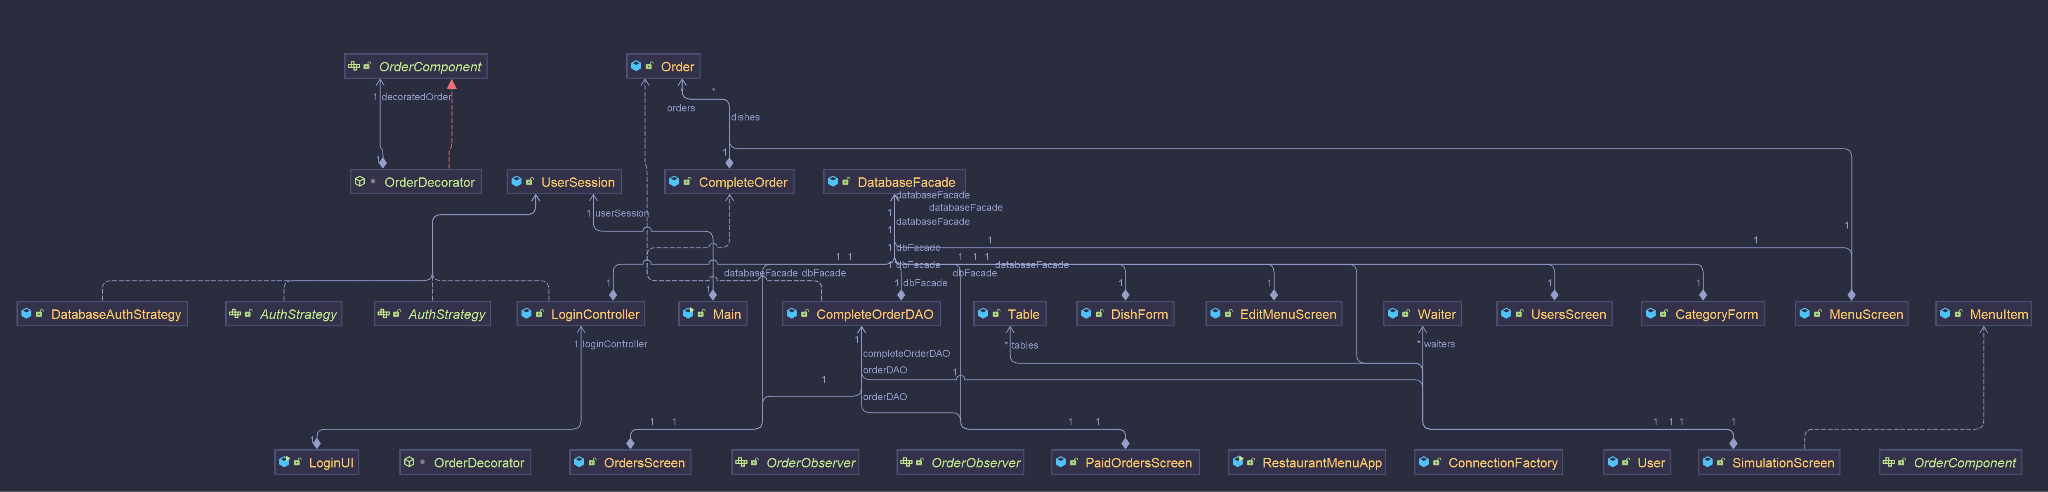 OrderComponent
Order
1 decoratedOrder
*
orders
dishes
1
1
OrderDecorator
UserSession
CompleteOrder
DatabaseFacade
databaseFacade
databaseFacade
1
1 userSession
databaseFacade
1
1
1 dbFacade
1
1
1 1
1 1 1
1 dbFacade
databaseFacade
databaseFacade dbFacade
dbFacade
1
1
1 dbFacade
1
1
1
1
1
DatabaseAuthStrategy
AuthStrategy
AuthStrategy
LoginController
Main
CompleteOrderDAO
Table
DishForm
EditMenuScreen
Waiter
UsersScreen
CategoryForm
MenuScreen
MenuItem
1 loginController
1
* tables
* waiters
completeOrderDAO
orderDAO
1
1
orderDAO
1 1
1 1
1 1 1
1
1
LoginUI
OrderDecorator
OrdersScreen
OrderObserver
OrderObserver
PaidOrdersScreen
RestaurantMenuApp
ConnectionFactory
User
SimulationScreen
OrderComponent